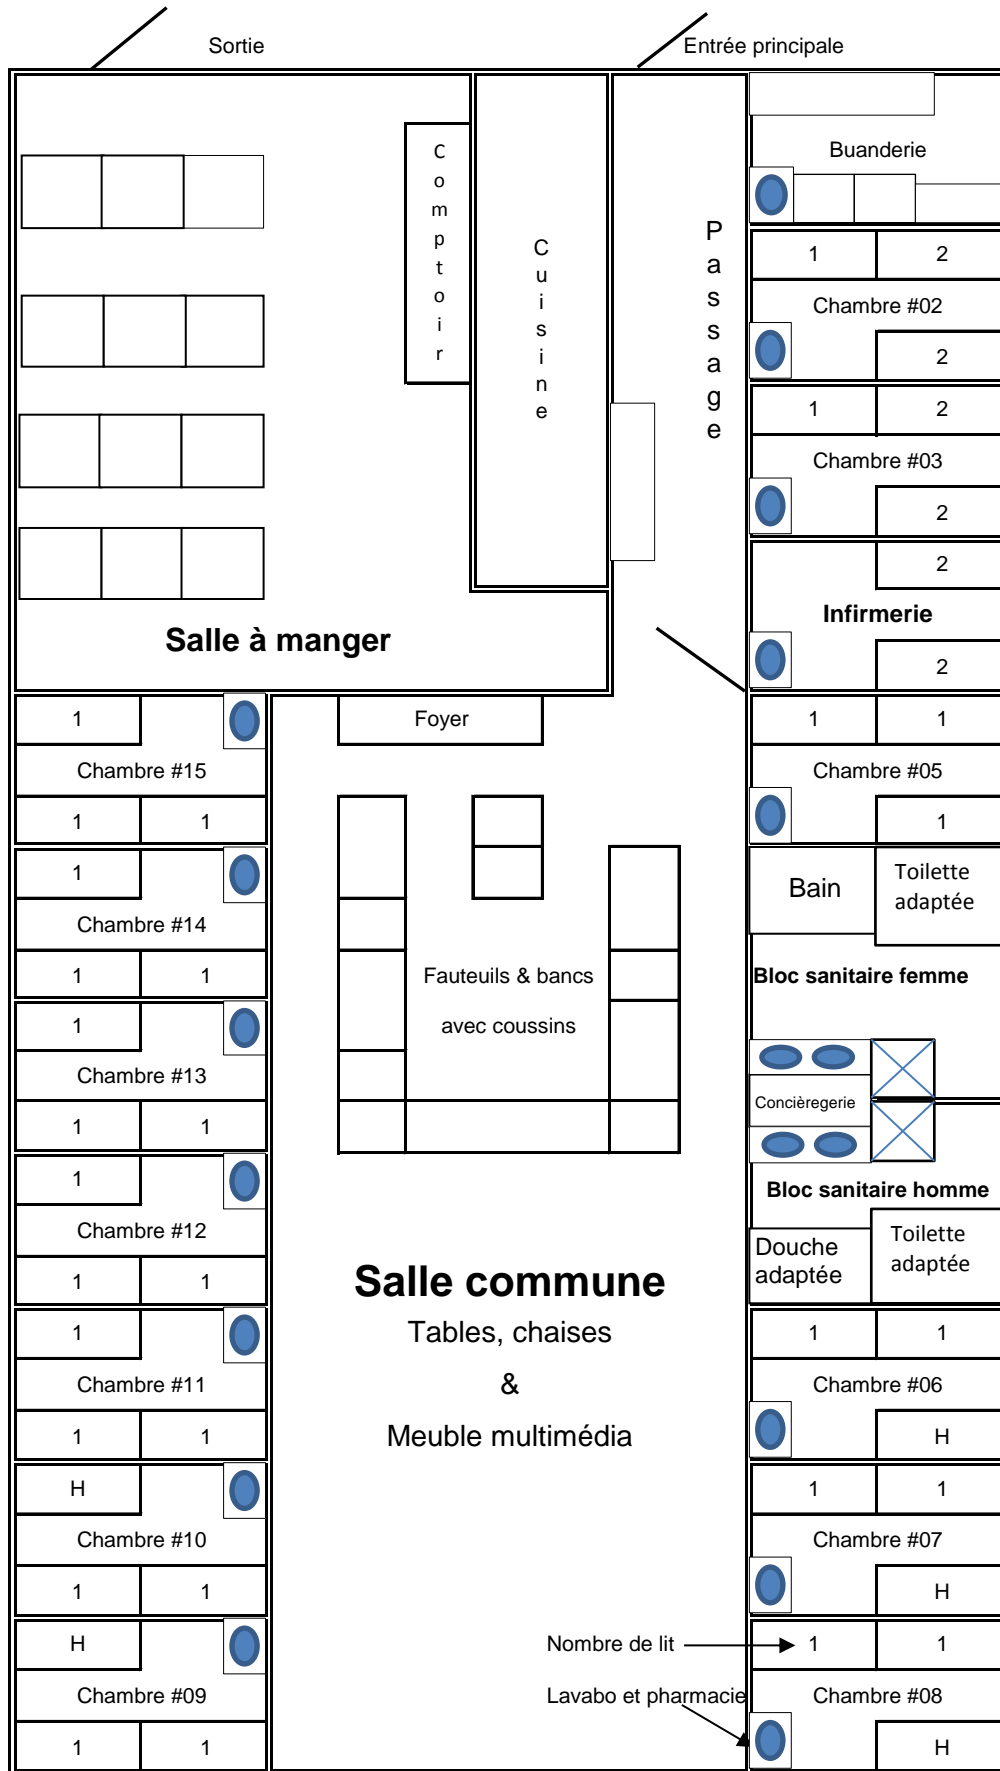 Sortie
Entrée principale
Comptoir
Cuisine
Passage
Buanderie
1 2
Chambre #02
2
1 2
Chambre #03
2
2
Infirmerie
2
Salle à manger
1
Chambre #15
1 1
Foyer
1 1
Chambre #05
1
1
Chambre #14
1 1
Bain
Toilette
adaptée
Fauteuils & bancs
avec coussins
Bloc sanitaire femme
1
Chambre #13
1 1
Concièregerie
1
Chambre #12
1 1
Bloc sanitaire homme
Douche
adaptée
Toilette
adaptée
Salle commune
Tables, chaises
&
Meuble multimédia
1
Chambre #11
1 1
1 1
Chambre #06
H
H
Chambre #10
1 1
1 1
Chambre #07
H
H
Chambre #09
1 1
Nombre de lit
Lavabo et pharmacie
1 1
Chambre #08
H